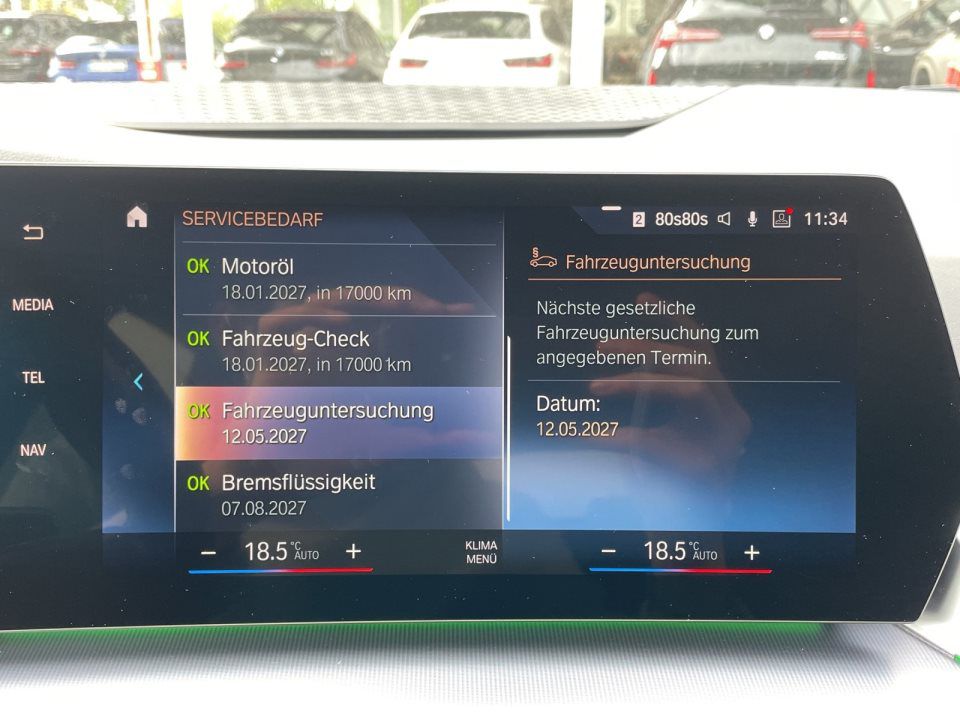 SERVICEBEDARF
2 80s80s 11:34
OK Motoröl
18.01.2027, in 17000 km
OK Fahrzeug-Check
18.01.2027, in 17000 km
OK Fahrzeuguntersuchung
12.05.2027
OK Bremsflüssigkeit
07.08.2027
§ Fahrzeuguntersuchung
Nächste gesetzliche
Fahrzeuguntersuchung zum
angegebenen Termin.
Datum:
12.05.2027
MEDIA
TEL
NAV
− 18.5 °C AUTO +
KLIMA
MENÜ
− 18.5 °C AUTO +